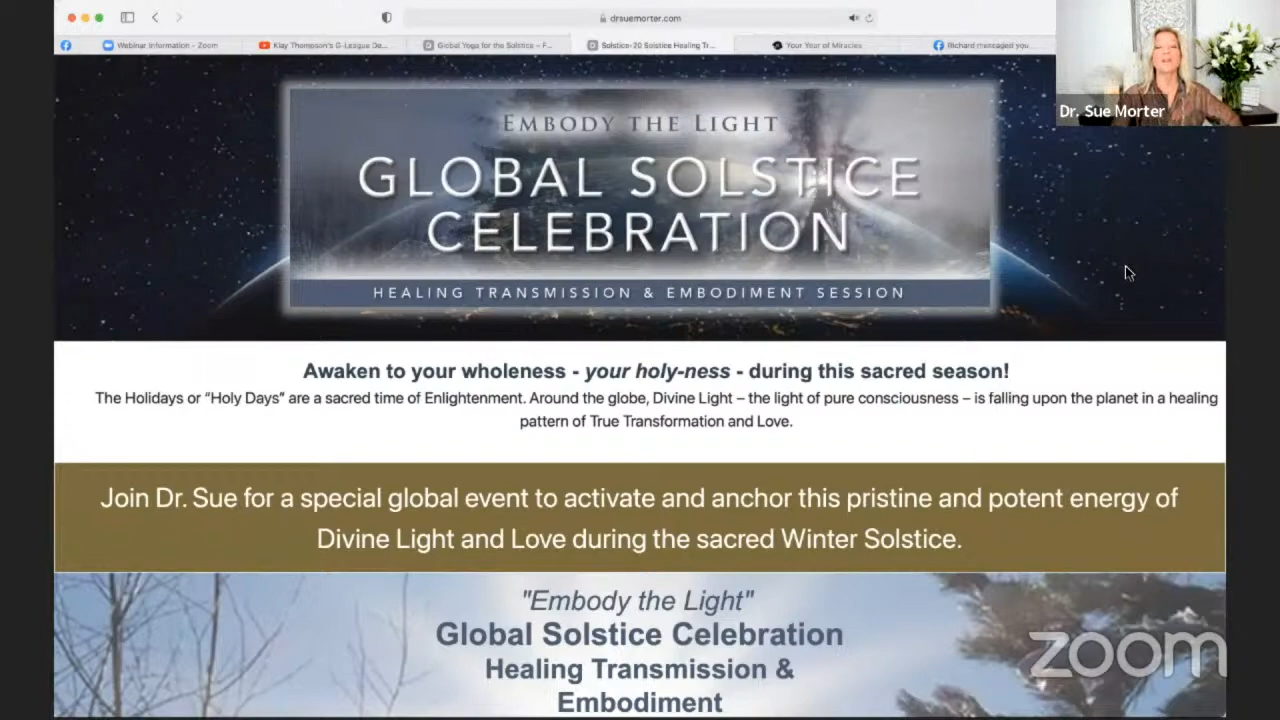 drsuemorter.com
Webinar Information - Zoom
Klay Thompson's G-League De...
Global Yoga for the Solstice – F...
Solstice-20 Solstice Healing Tr...
Your Year of Miracles
Richard messaged you
Dr. Sue Morter
EMBODY THE LIGHT
GLOBAL SOLSTICE
CELEBRATION
HEALING TRANSMISSION & EMBODIMENT SESSION
Awaken to your wholeness - your holy-ness - during this sacred season!
The Holidays or “Holy Days” are a sacred time of Enlightenment. Around the globe, Divine Light – the light of pure consciousness – is falling upon the planet in a healing
pattern of True Transformation and Love.
Join Dr. Sue for a special global event to activate and anchor this pristine and potent energy of
Divine Light and Love during the sacred Winter Solstice.
"Embody the Light"
Global Solstice Celebration
Healing Transmission &
Embodiment
zoom